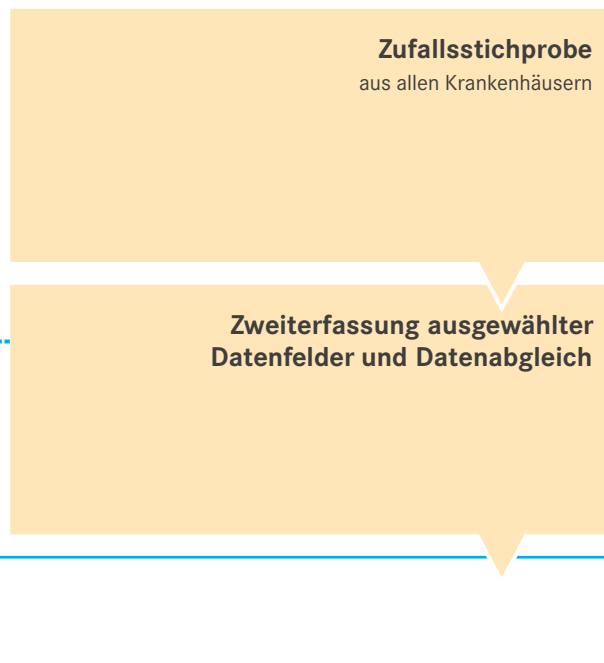 Zufallsstichprobe
aus allen Krankenhäusern
Zweiterfassung ausgewählter
Datenfelder und Datenabgleich